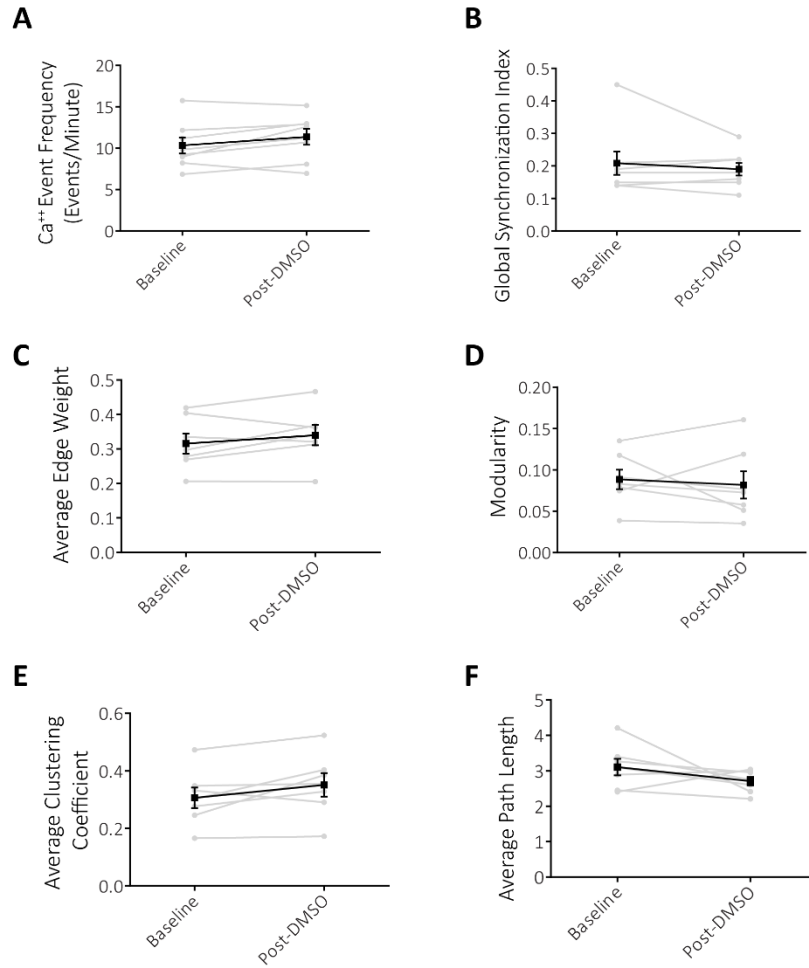 A
Ca⁺⁺ Event Frequency
(Events/Minute)
20
15
10
5
0
Baseline
Post-DMSO
B
Global Synchronization Index
0.5
0.4
0.3
0.2
0.1
0.0
Baseline
Post-DMSO
C
Average Edge Weight
0.5
0.4
0.3
0.2
0.1
0.0
Baseline
Post-DMSO
D
Modularity
0.20
0.15
0.10
0.05
0.00
Baseline
Post-DMSO
E
Average Clustering
Coefficient
0.6
0.4
0.2
0.0
Baseline
Post-DMSO
F
Average Path Length
5
4
3
2
1
0
Baseline
Post-DMSO